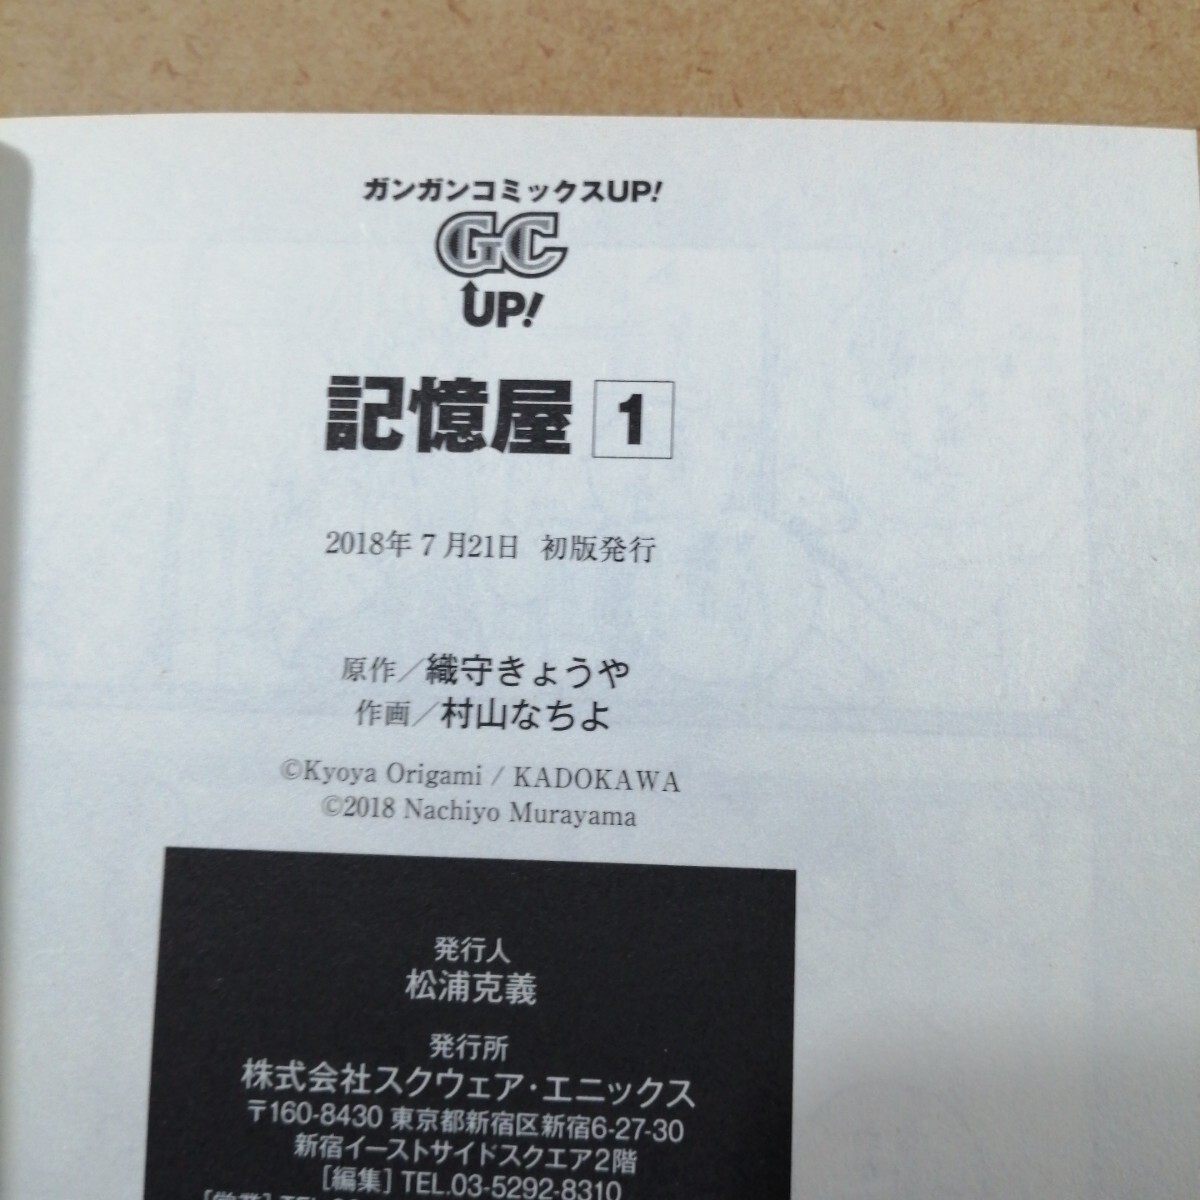 ガンガンコミックスUP!
GC
UP!
記憶屋 1
2018年7月21日 初版発行
原作/織守きょうや
作画/村山なちよ
©Kyoya Origami / KADOKAWA
©2018 Nachiyo Murayama
発行人
松浦克義
発行所
株式会社スクウェア・エニックス
〒160-8430 東京都新宿区新宿6-27-30
新宿イーストサイドスクエア2階
[編集] TEL.03-5292-8310